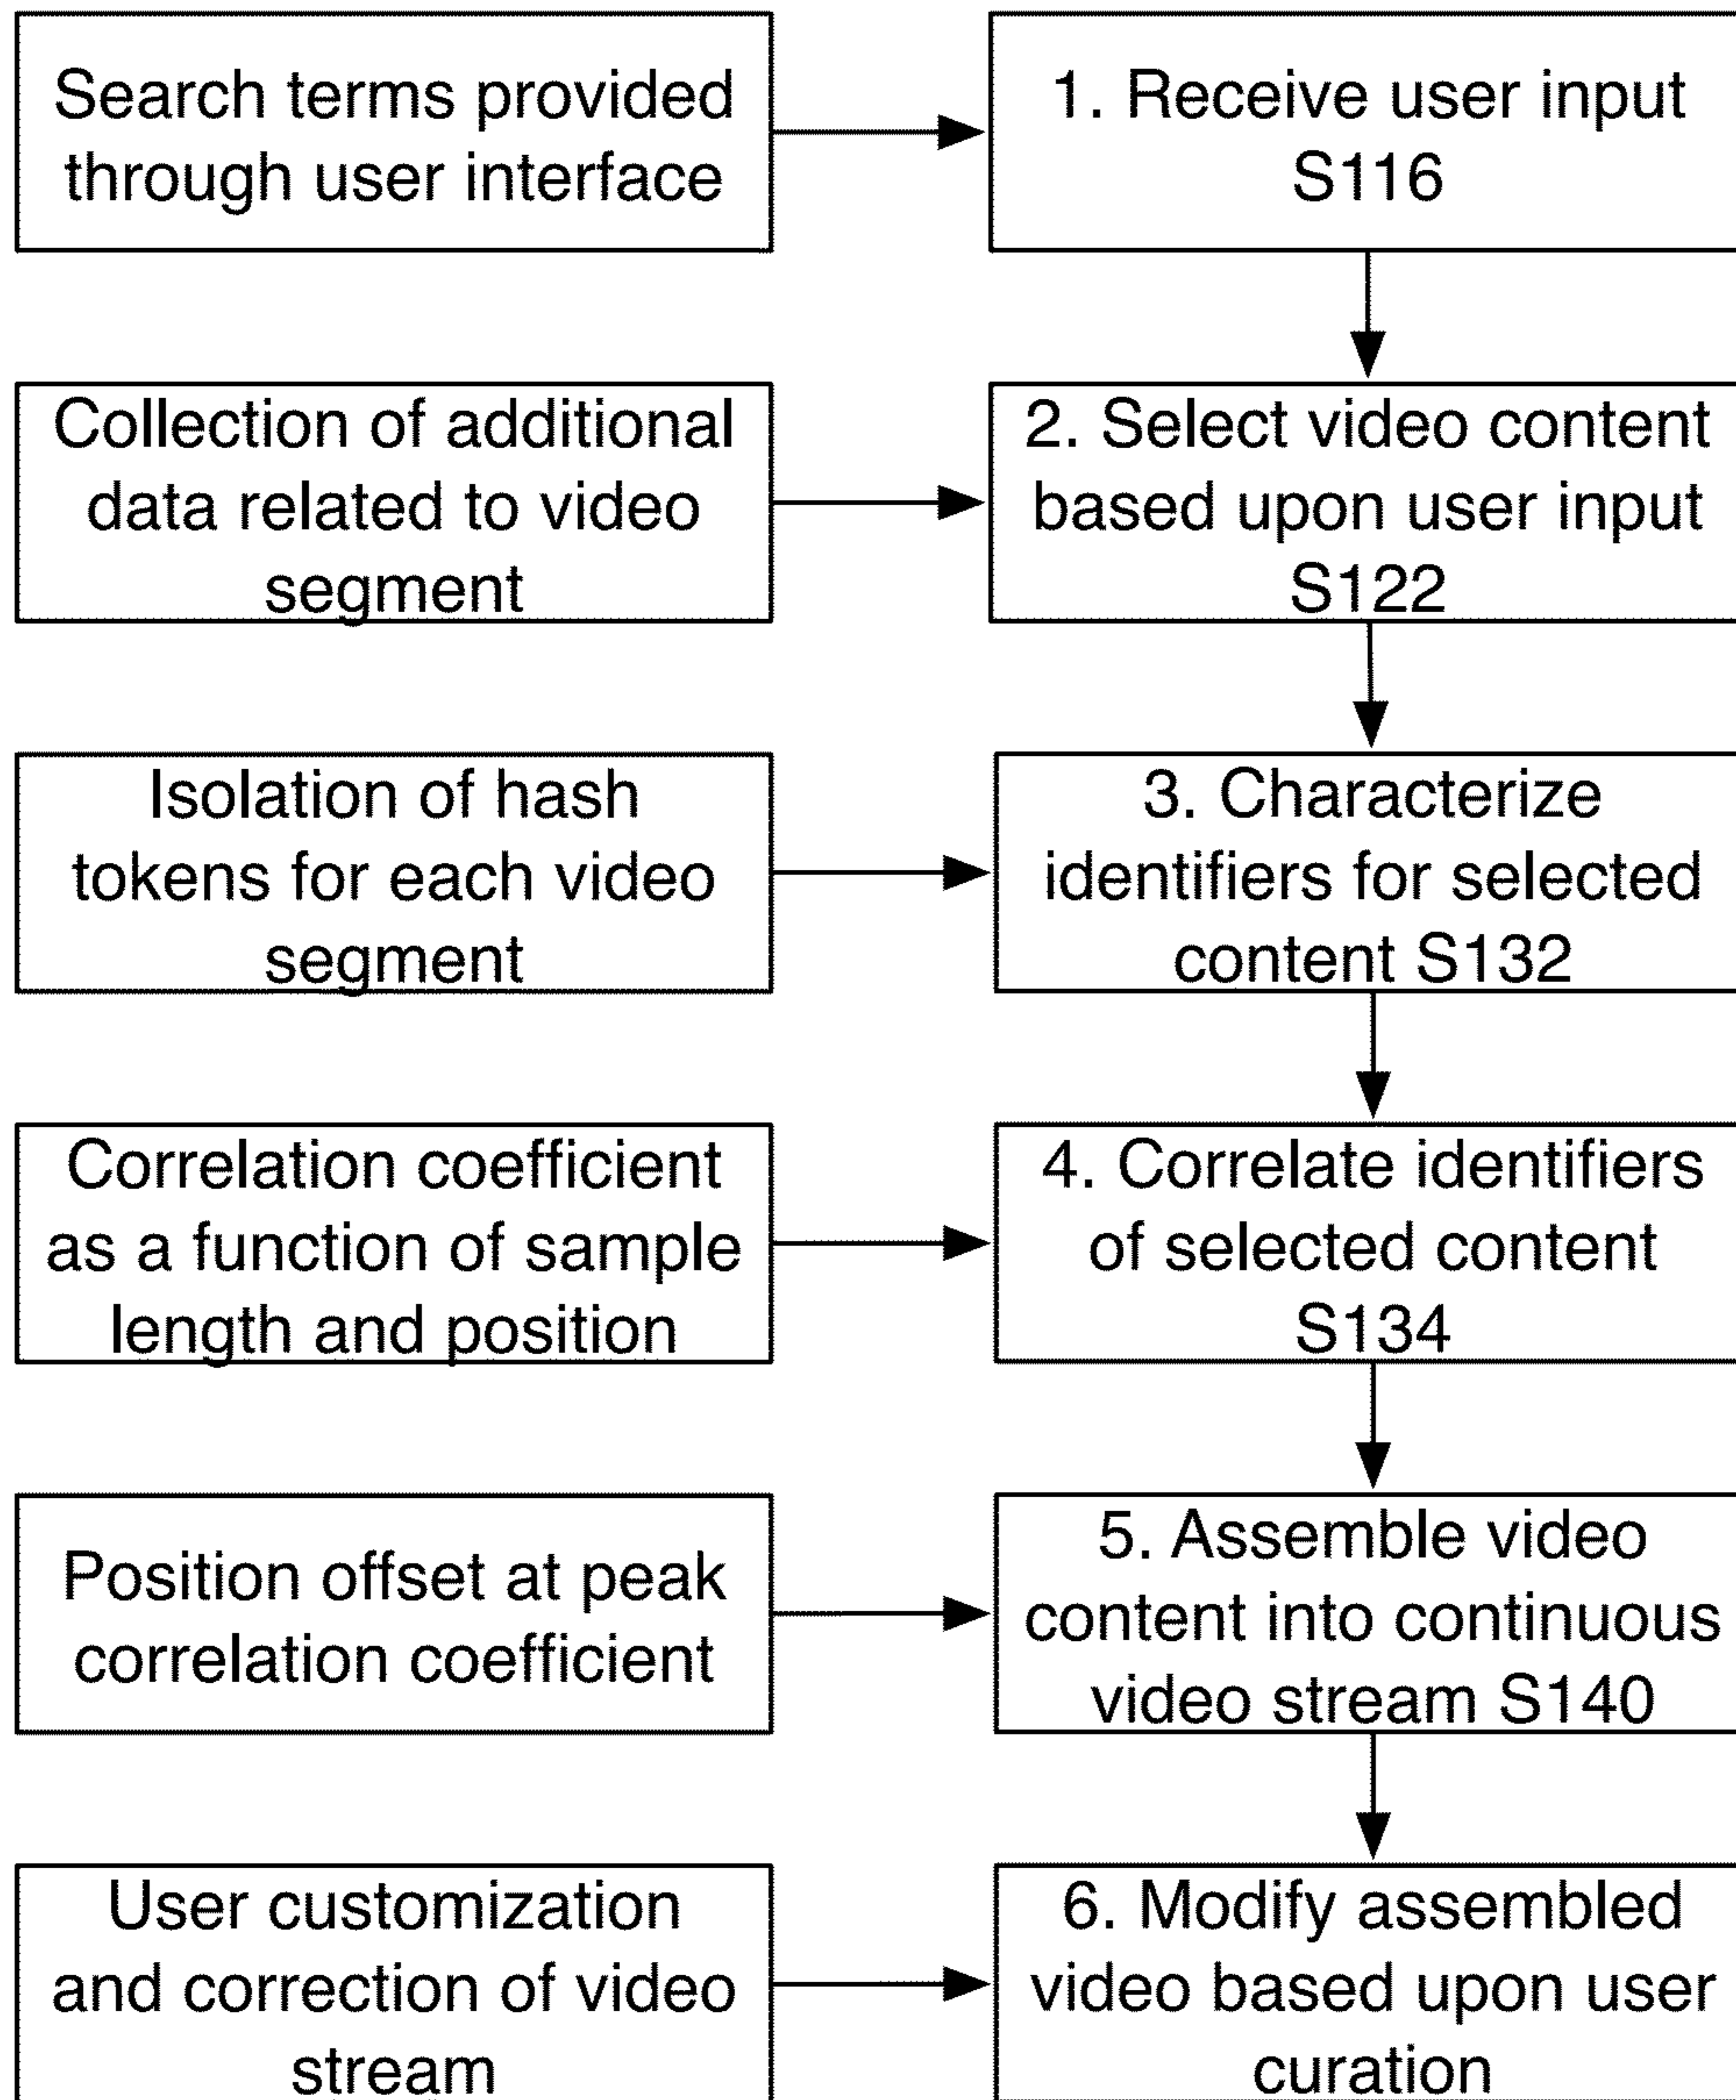 Search terms provided
through user interface
1. Receive user input
S116
Collection of additional
data related to video
segment
2. Select video content
based upon user input
S122
Isolation of hash
tokens for each video
segment
3. Characterize
identifiers for selected
content S132
Correlation coefficient
as a function of sample
length and position
4. Correlate identifiers
of selected content
S134
Position offset at peak
correlation coefficient
5. Assemble video
content into continuous
video stream S140
User customization
and correction of video
stream
6. Modify assembled
video based upon user
curation